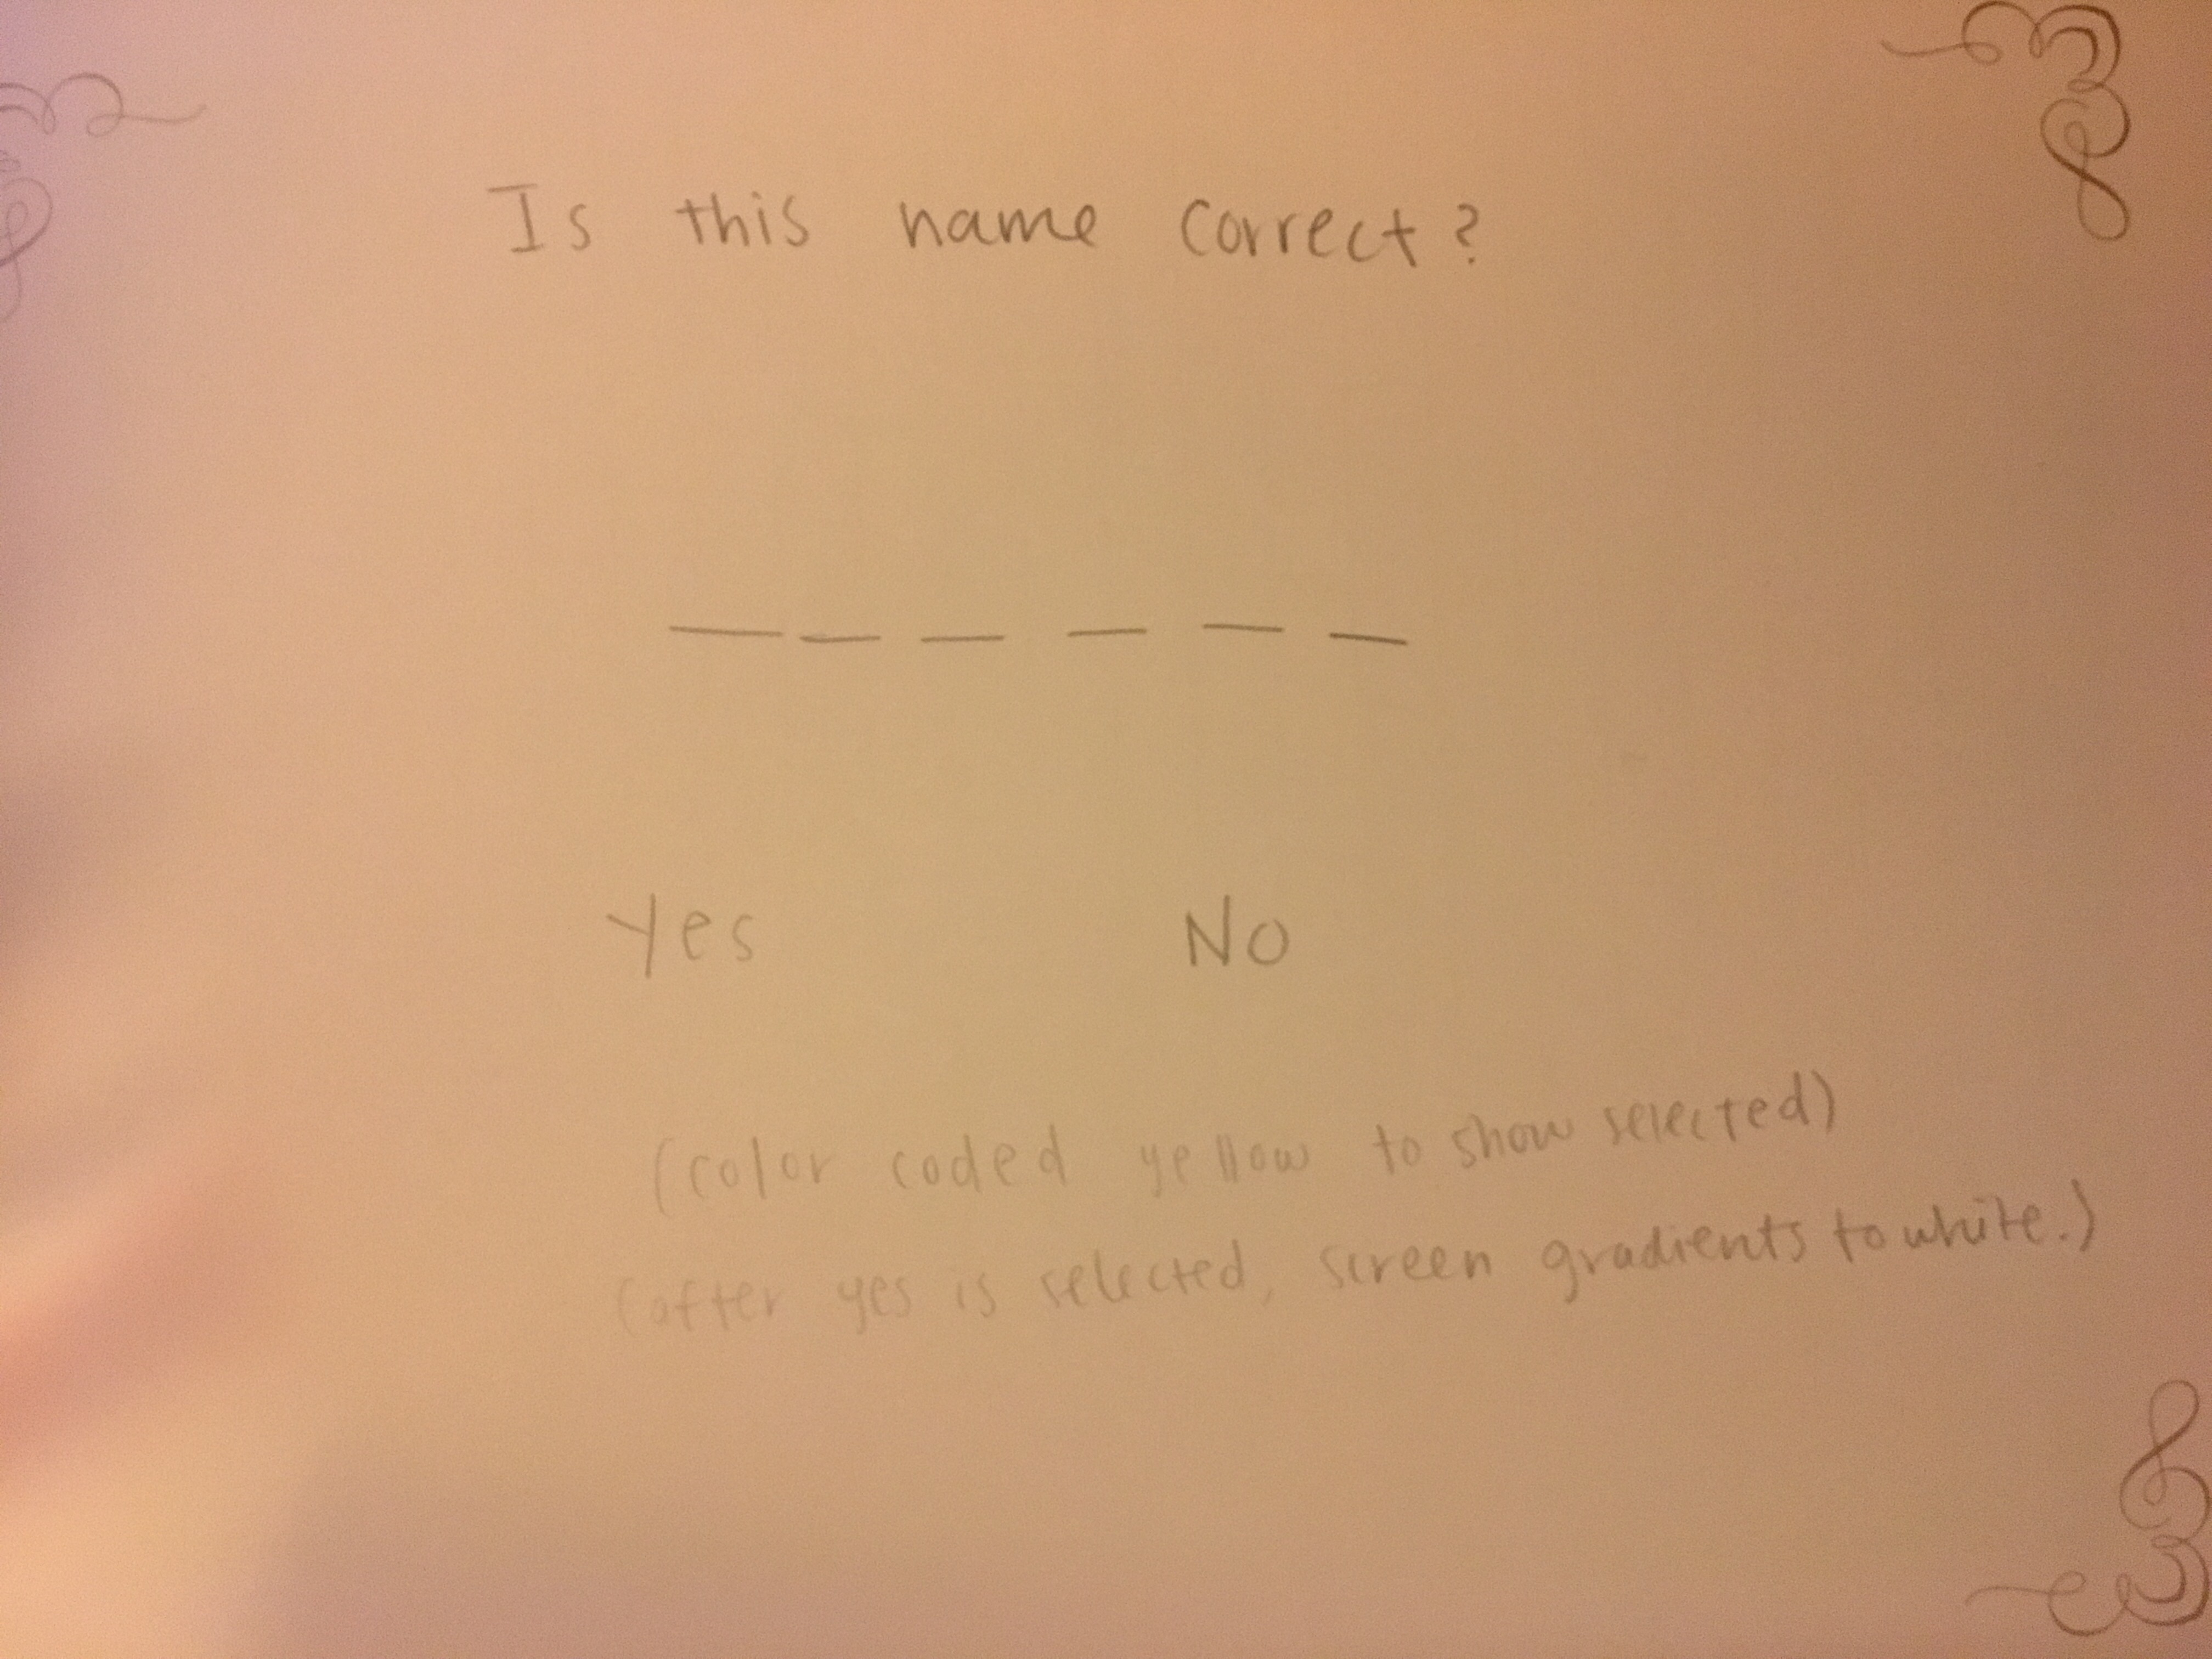 Is this name correct?
_ _ _ _ _ _
Yes No
(color coded yellow to show selected)
(after yes is selected, screen gradients to white.)